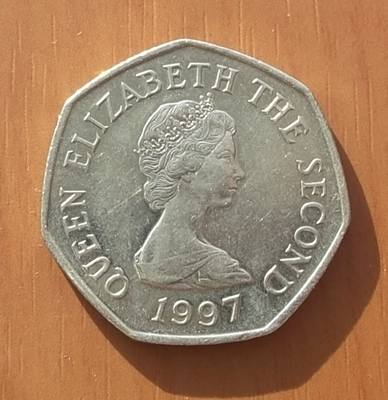 QUEEN ELIZABETH THE SECOND
1997